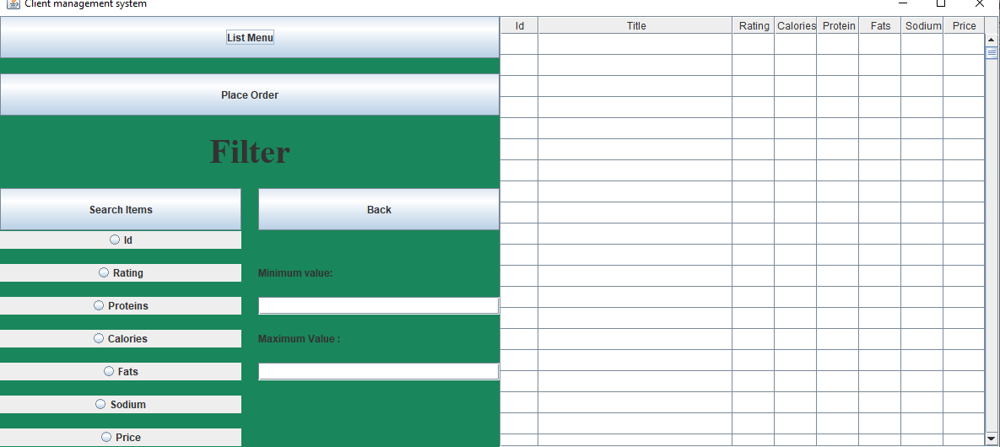 Client management system
List Menu
Place Order
Filter
Search Items
Back
Id
Rating
Minimum value:
Proteins
Calories
Maximum Value :
Fats
Sodium
Price
Id Title Rating Calories Protein Fats Sodium Price